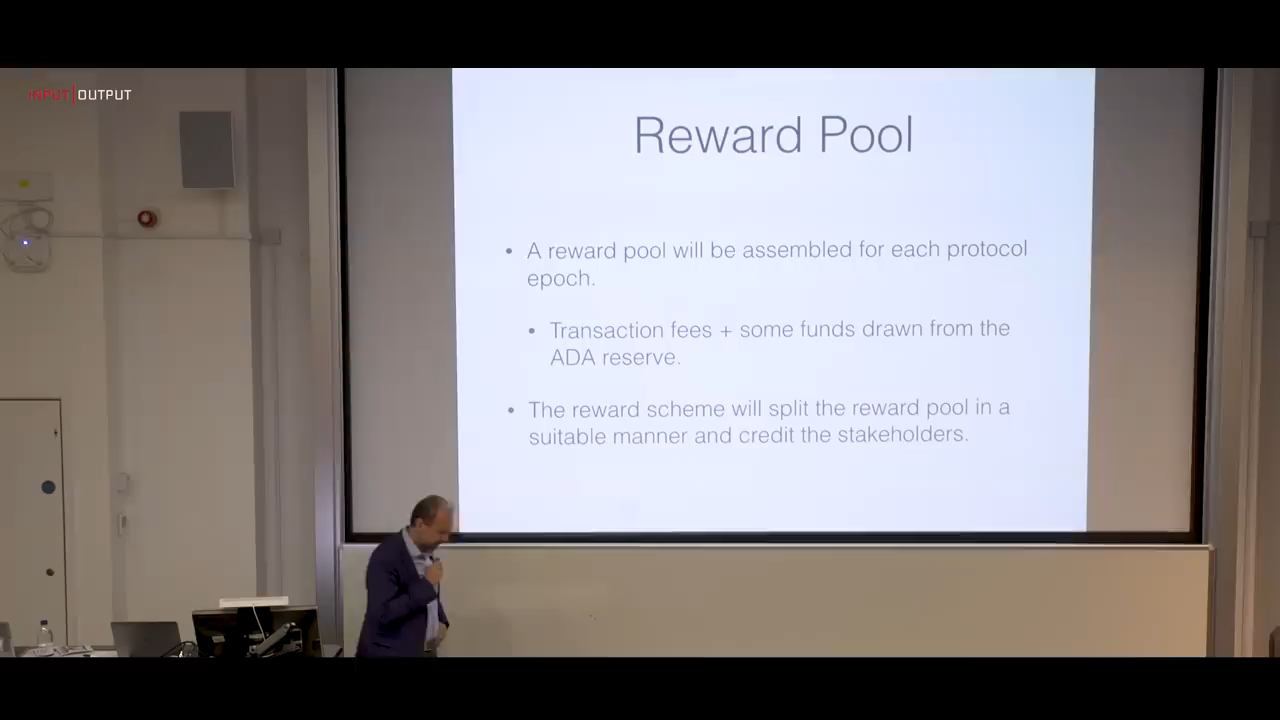 INPUT|OUTPUT
Reward Pool
• A reward pool will be assembled for each protocol
epoch.
• Transaction fees + some funds drawn from the
ADA reserve.
• The reward scheme will split the reward pool in a
suitable manner and credit the stakeholders.